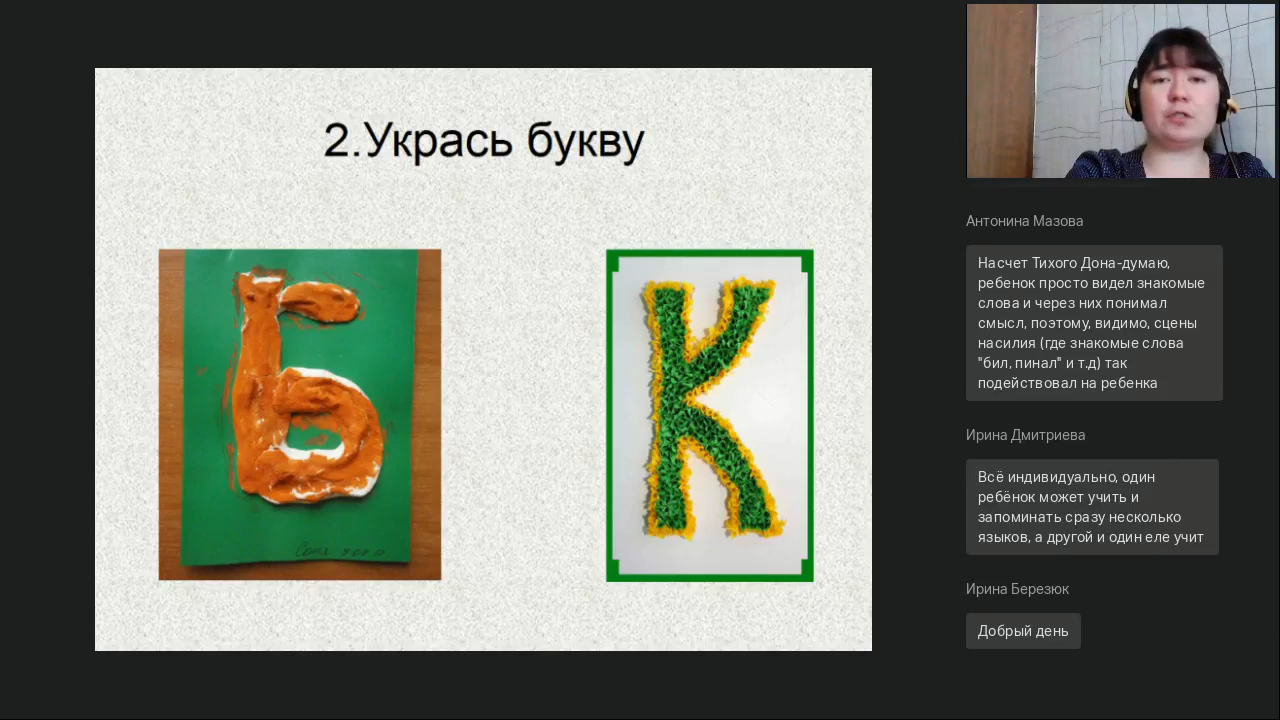 2.Укрась букву
Б
К
Антонина Мазова
Насчет Тихого Дона-думаю,
ребенок просто видел знакомые
слова и через них понимал
смысл, поэтому, видимо, сцены
насилия (где знакомые слова
"бил, пинал" и т.д) так
подействовал на ребенка
Ирина Дмитриева
Всё индивидуально, один
ребёнок может учить и
запоминать сразу несколько
языков, а другой и один еле учит
Ирина Березюк
Добрый день